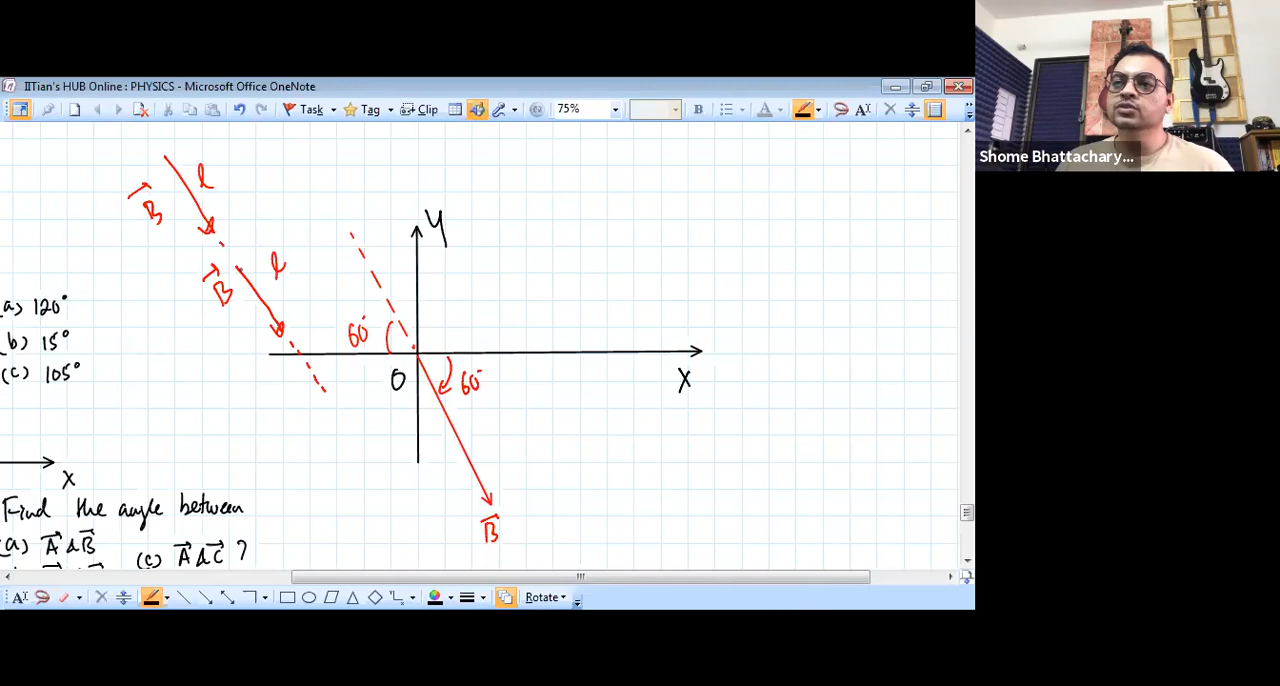 IITian's HUB Online : PHYSICS - Microsoft Office OneNote
Task Tag Clip 75% B A
Shome Bhattachary...
l
B
Y
l
B
(a) 120°
60°
(b) 15°
(c) 105°
O
60°
X
X
Find the angle between
B
(a) A & B (c) A & C ?
Rotate